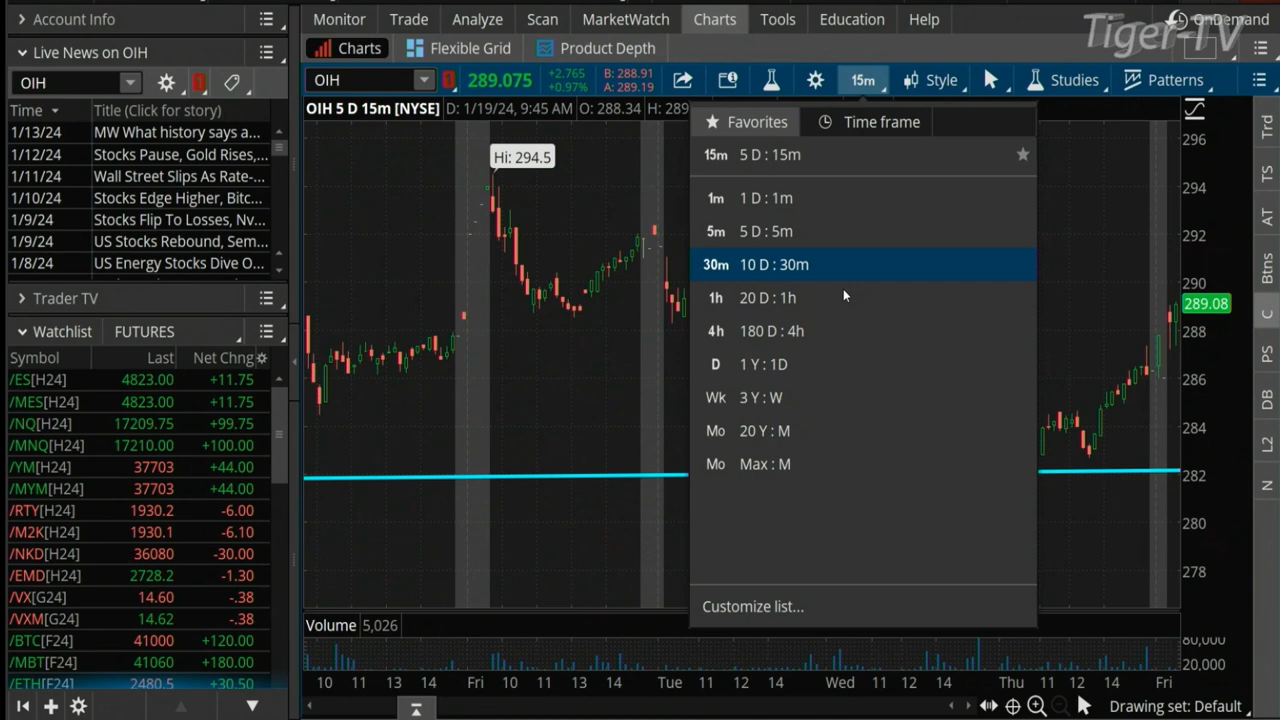 Account Info
Monitor Trade Analyze Scan MarketWatch Charts Tools Education Help
Tiger-TV
OnDemand
Live News on OIH
Charts Flexible Grid Product Depth
OIH
OIH 289.075 +2.765 +0.97% B: 288.91 A: 289.19 15m Style Studies Patterns
Time Title (Click for story)
1/13/24 MW What history says a...
1/12/24 Stocks Pause, Gold Rises,...
1/11/24 Wall Street Slips As Rate-...
1/10/24 Stocks Edge Higher, Bitc...
1/9/24 Stocks Flip To Losses, Nv...
1/9/24 US Stocks Rebound, Sem...
1/8/24 US Energy Stocks Dive O...
Trader TV
Watchlist FUTURES
Symbol Last Net Chng
/ES[H24] 4823.00 +11.75
/MES[H24] 4823.00 +11.75
/NQ[H24] 17209.75 +99.75
/MNQ[H24] 17210.00 +100.00
/YM[H24] 37703 +44.00
/MYM[H24] 37703 +44.00
/RTY[H24] 1930.2 -6.00
/M2K[H24] 1930.1 -6.10
/NKD[H24] 36080 -30.00
/EMD[H24] 2728.2 -1.30
/VX[G24] 14.60 -.38
/VXM[G24] 14.62 -.38
/BTC[F24] 41000 +120.00
/MBT[F24] 41060 +180.00
/ETH[F24] 2480.5 +30.50
OIH 5 D 15m [NYSE] D: 1/19/24, 9:45 AM O: 288.34 H: 289
Hi: 294.5
Favorites Time frame
15m 5 D : 15m
1m 1 D : 1m
5m 5 D : 5m
30m 10 D : 30m
1h 20 D : 1h
4h 180 D : 4h
D 1 Y : 1D
Wk 3 Y : W
Mo 20 Y : M
Mo Max : M
Customize list...
296
294
292
290
289.08
288
286
284
282
280
278
Volume 5,026
80,000
20,000
10 11 12 13 14 Fri 10 11 13 14 Tue 11 12 14 Wed 11 12 14 Thu 11 12 14 Fri
Drawing set: Default
Trd
TS
AT
Btns
C
PS
DB
L2
N